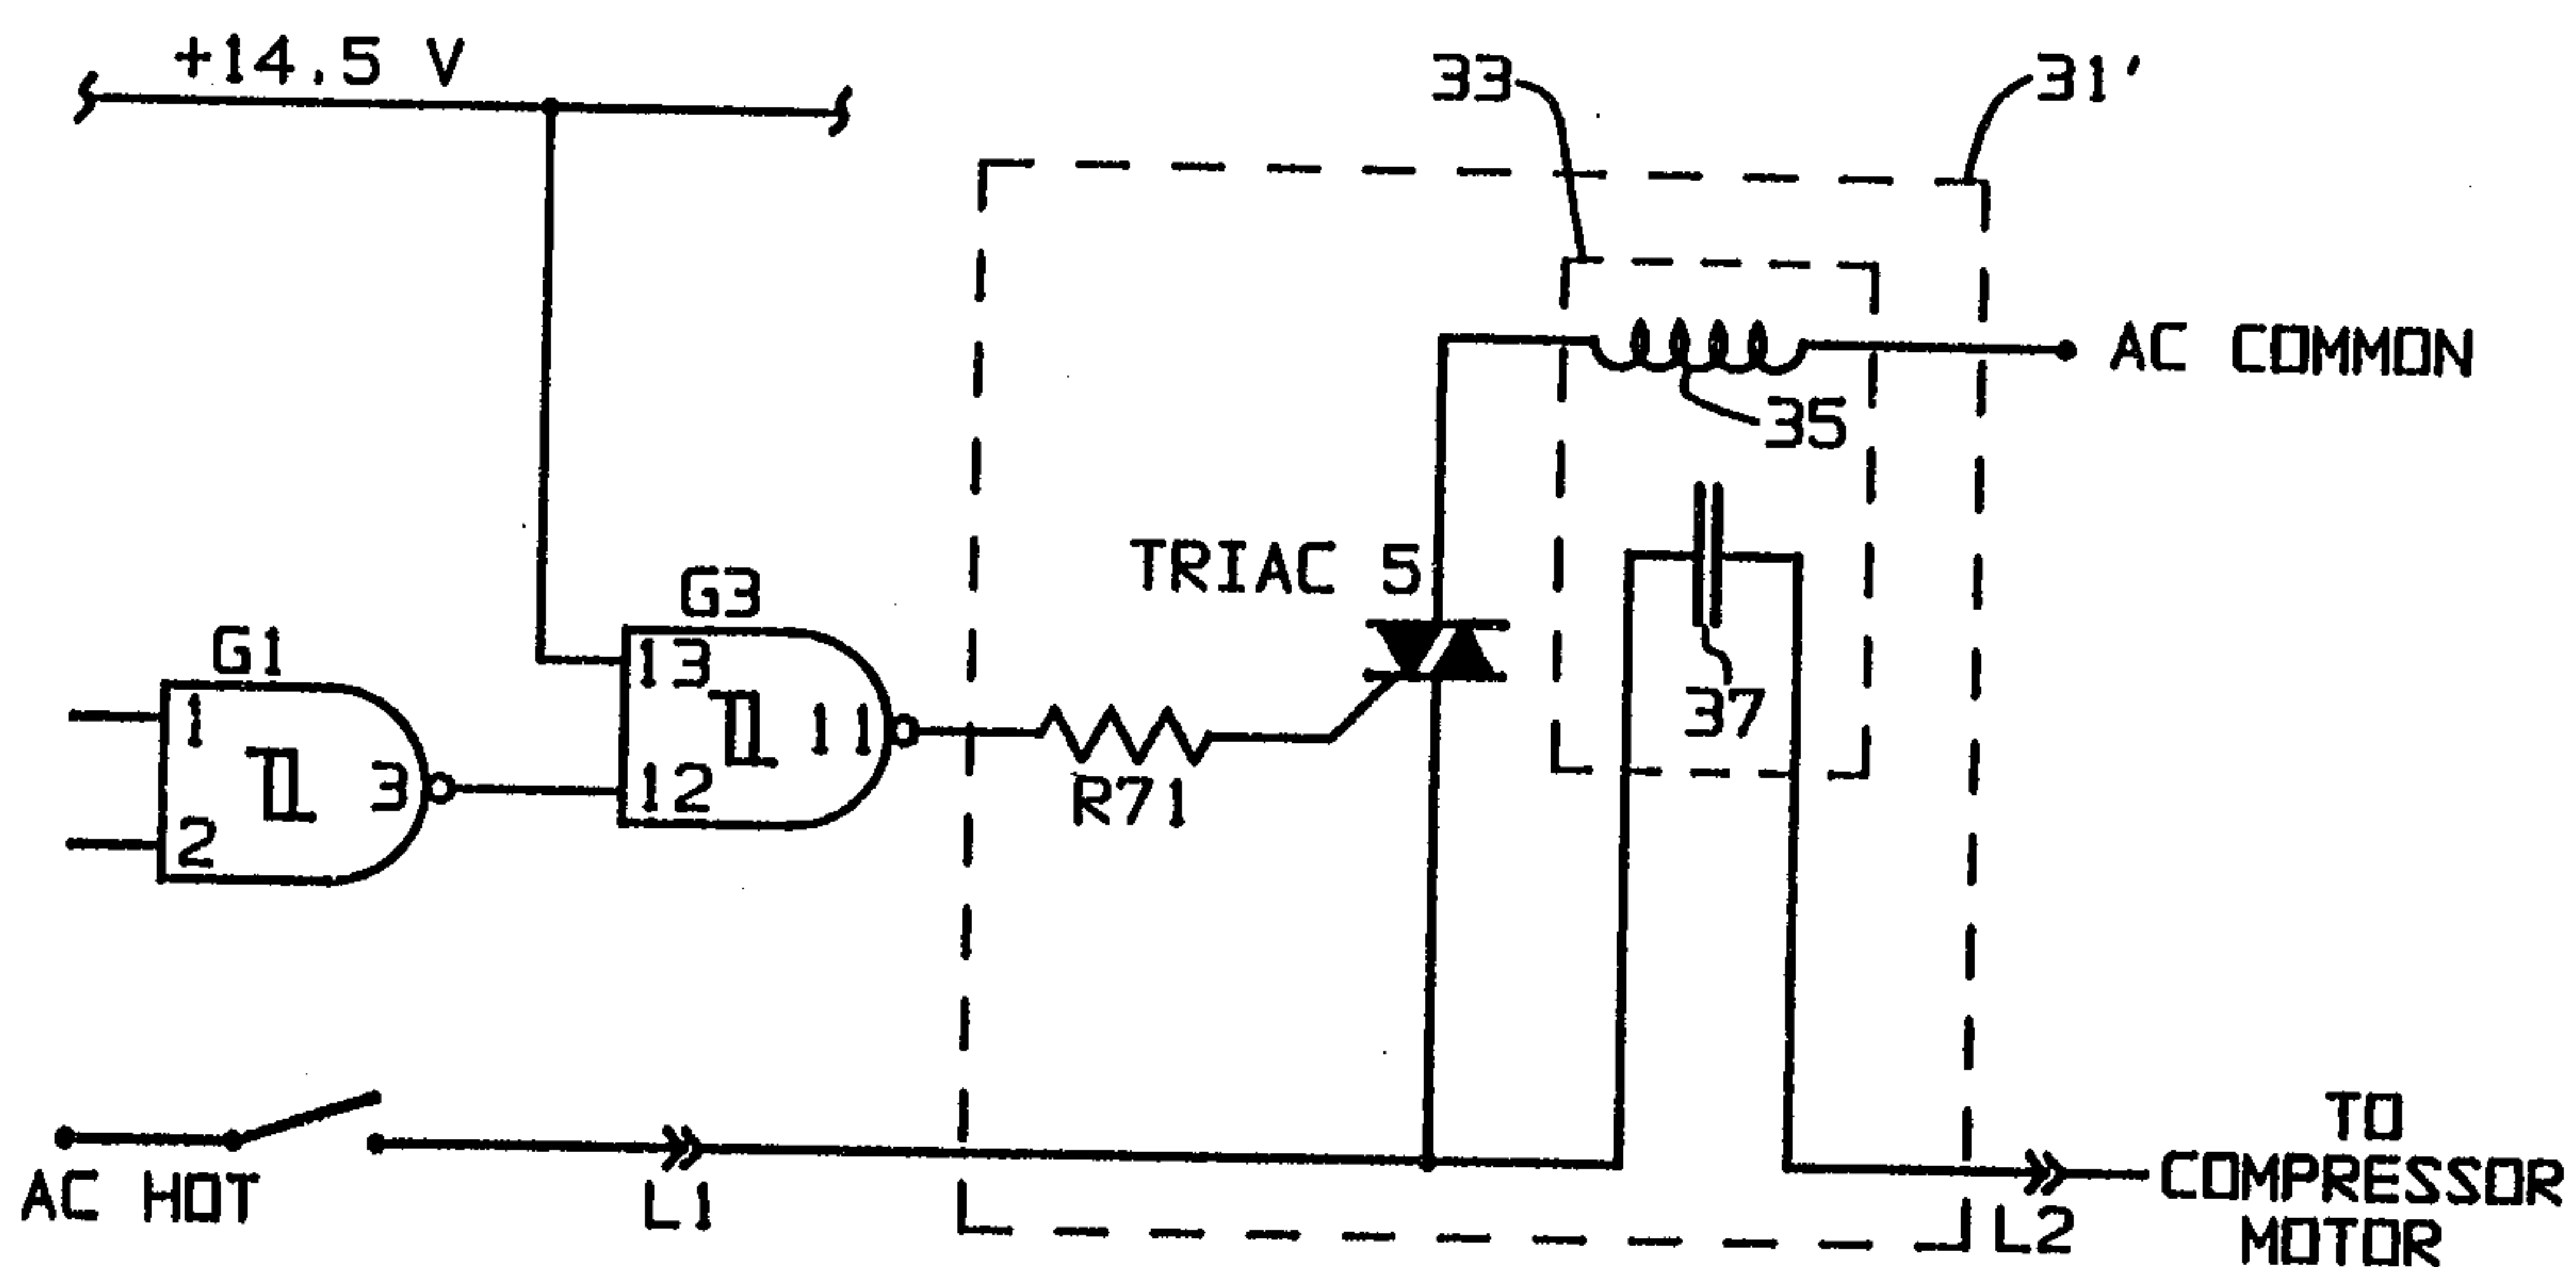 +14.5 V
33
31'
AC COMMON
35
TRIAC 5
G3
G1
13
1
11
37
3
12
R71
2
TO
COMPRESSOR
MOTOR
AC HOT
L1
L2